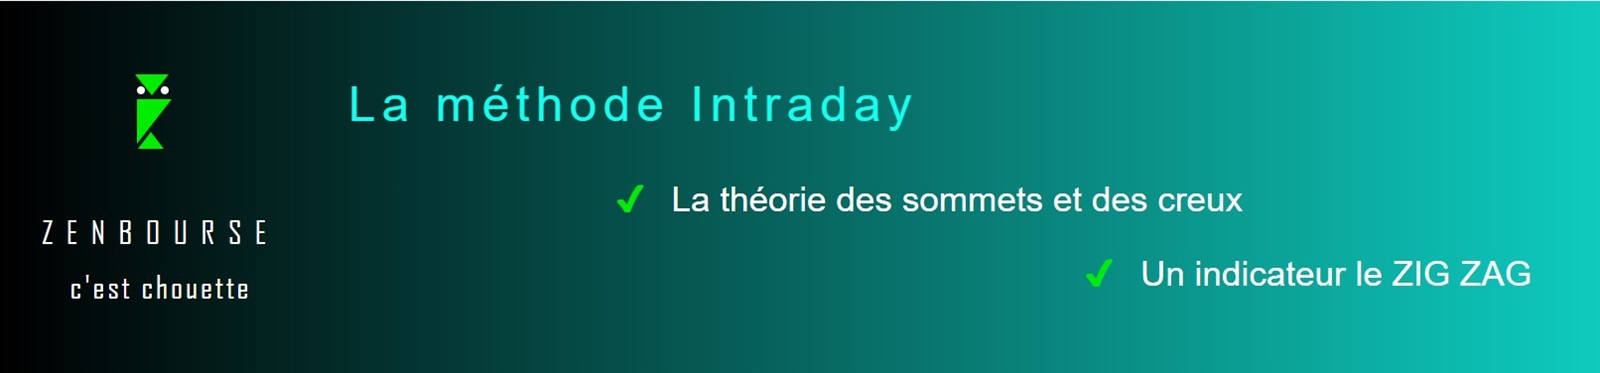 La méthode Intraday
✔ La théorie des sommets et des creux
ZENBOURSE
✔ Un indicateur le ZIG ZAG
c'est chouette